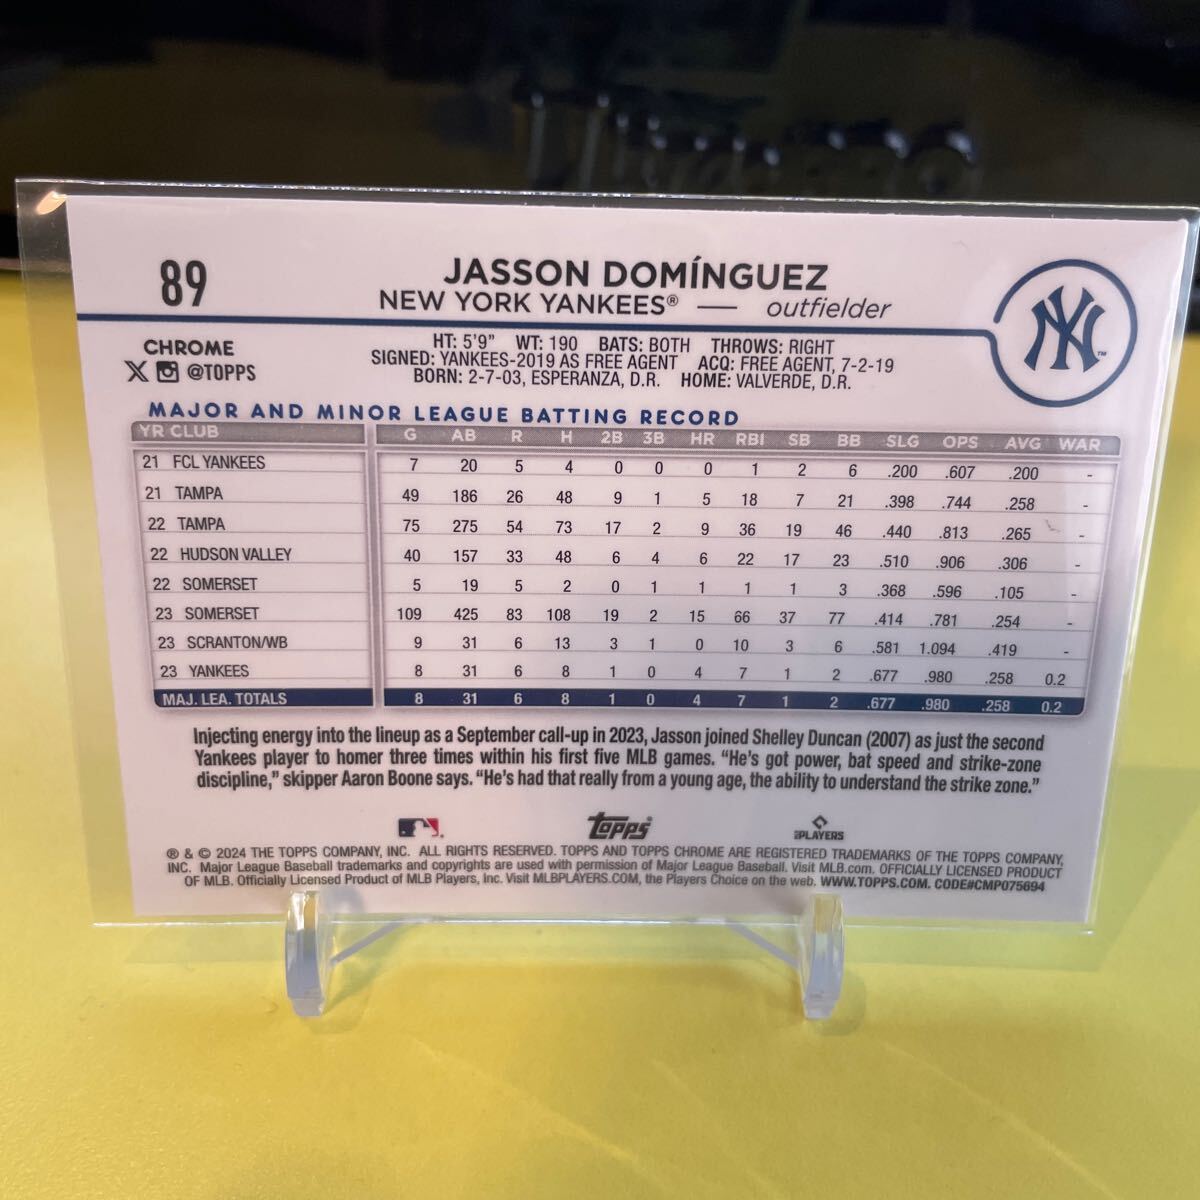 89
JASSON DOMÍNGUEZ
NEW YORK YANKEES® — outfielder
NY™
CHROME
X @TOPPS
HT: 5'9" WT: 190 BATS: BOTH THROWS: RIGHT
SIGNED: YANKEES-2019 AS FREE AGENT ACQ: FREE AGENT, 7-2-19
BORN: 2-7-03, ESPERANZA, D.R. HOME: VALVERDE, D.R.
MAJOR AND MINOR LEAGUE BATTING RECORD
YR CLUB G AB R H 2B 3B HR RBI SB BB SLG OPS AVG WAR
21 FCL YANKEES 7 20 5 4 0 0 0 1 2 6 .200 .607 .200 -
21 TAMPA 49 186 26 48 9 1 5 18 7 21 .398 .744 .258 -
22 TAMPA 75 275 54 73 17 2 9 36 19 46 .440 .813 .265 -
22 HUDSON VALLEY 40 157 33 48 6 4 6 22 17 23 .510 .906 .306 -
22 SOMERSET 5 19 5 2 0 1 1 1 1 3 .368 .596 .105 -
23 SOMERSET 109 425 83 108 19 2 15 66 37 77 .414 .781 .254 -
23 SCRANTON/WB 9 31 6 13 3 1 0 10 3 6 .581 1.094 .419 -
23 YANKEES 8 31 6 8 1 0 4 7 1 2 .677 .980 .258 0.2
MAJ. LEA. TOTALS 8 31 6 8 1 0 4 7 1 2 .677 .980 .258 0.2
Injecting energy into the lineup as a September call-up in 2023, Jasson joined Shelley Duncan (2007) as just the second
Yankees player to homer three times within his first five MLB games. “He's got power, bat speed and strike-zone
discipline,” skipper Aaron Boone says. “He's had that really from a young age, the ability to understand the strike zone.”
Topps
PLAYERS
® & © 2024 THE TOPPS COMPANY, INC. ALL RIGHTS RESERVED. TOPPS AND TOPPS CHROME ARE REGISTERED TRADEMARKS OF THE TOPPS COMPANY,
INC. Major League Baseball trademarks and copyrights are used with permission of Major League Baseball. Visit MLB.com. OFFICIALLY LICENSED PRODUCT
OF MLB. Officially Licensed Product of MLB Players, Inc. Visit MLBPLAYERS.COM, the Players Choice on the web. WWW.TOPPS.COM. CODE#CMP075694